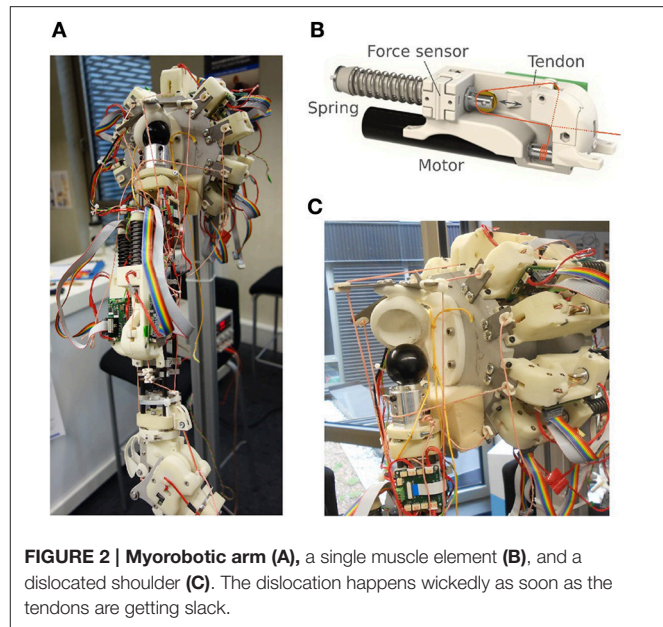 A
B
Force sensor
Tendon
Spring
Motor
C
FIGURE 2 | Myorobotic arm (A), a single muscle element (B), and a
dislocated shoulder (C). The dislocation happens wickedly as soon as the
tendons are getting slack.